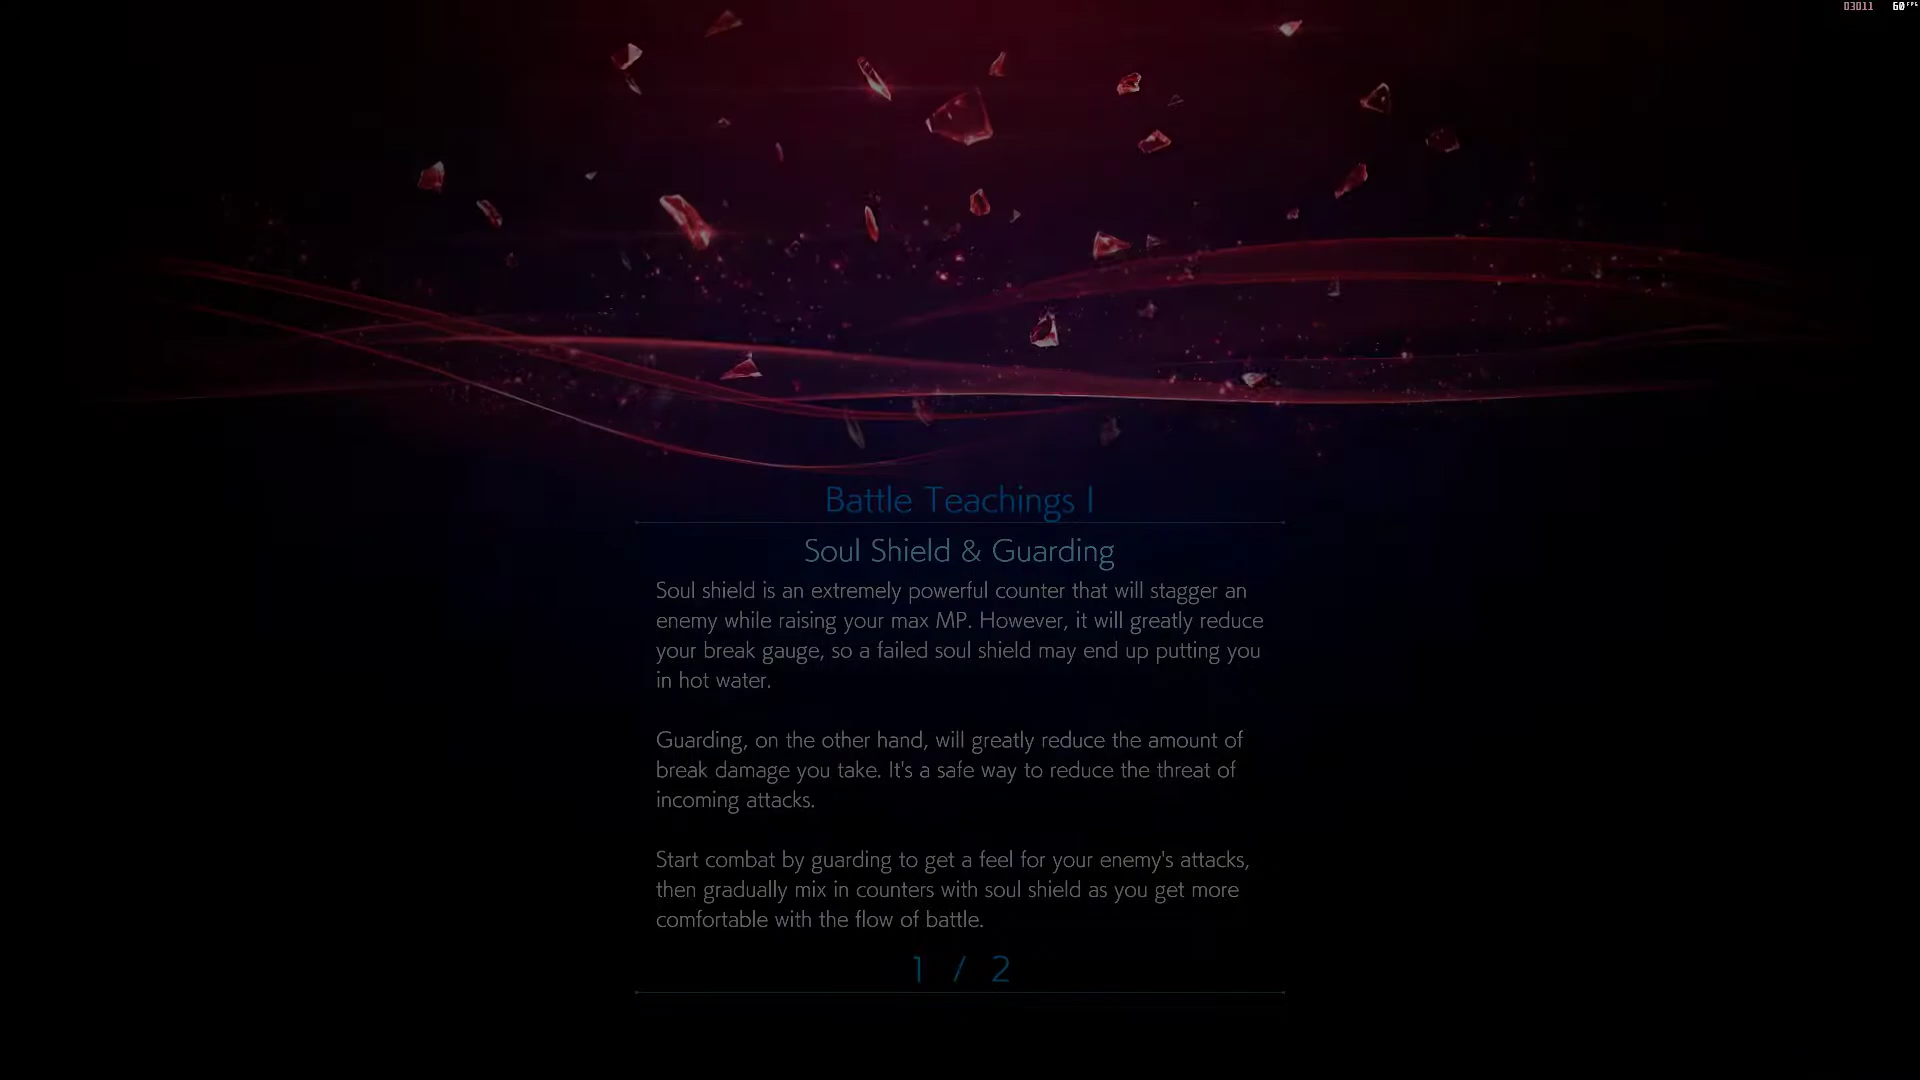 D3D11 60 FPS
Battle Teachings I
Soul Shield & Guarding
Soul shield is an extremely powerful counter that will stagger an
enemy while raising your max MP. However, it will greatly reduce
your break gauge, so a failed soul shield may end up putting you
in hot water.
Guarding, on the other hand, will greatly reduce the amount of
break damage you take. It's a safe way to reduce the threat of
incoming attacks.
Start combat by guarding to get a feel for your enemy's attacks,
then gradually mix in counters with soul shield as you get more
comfortable with the flow of battle.
1 / 2